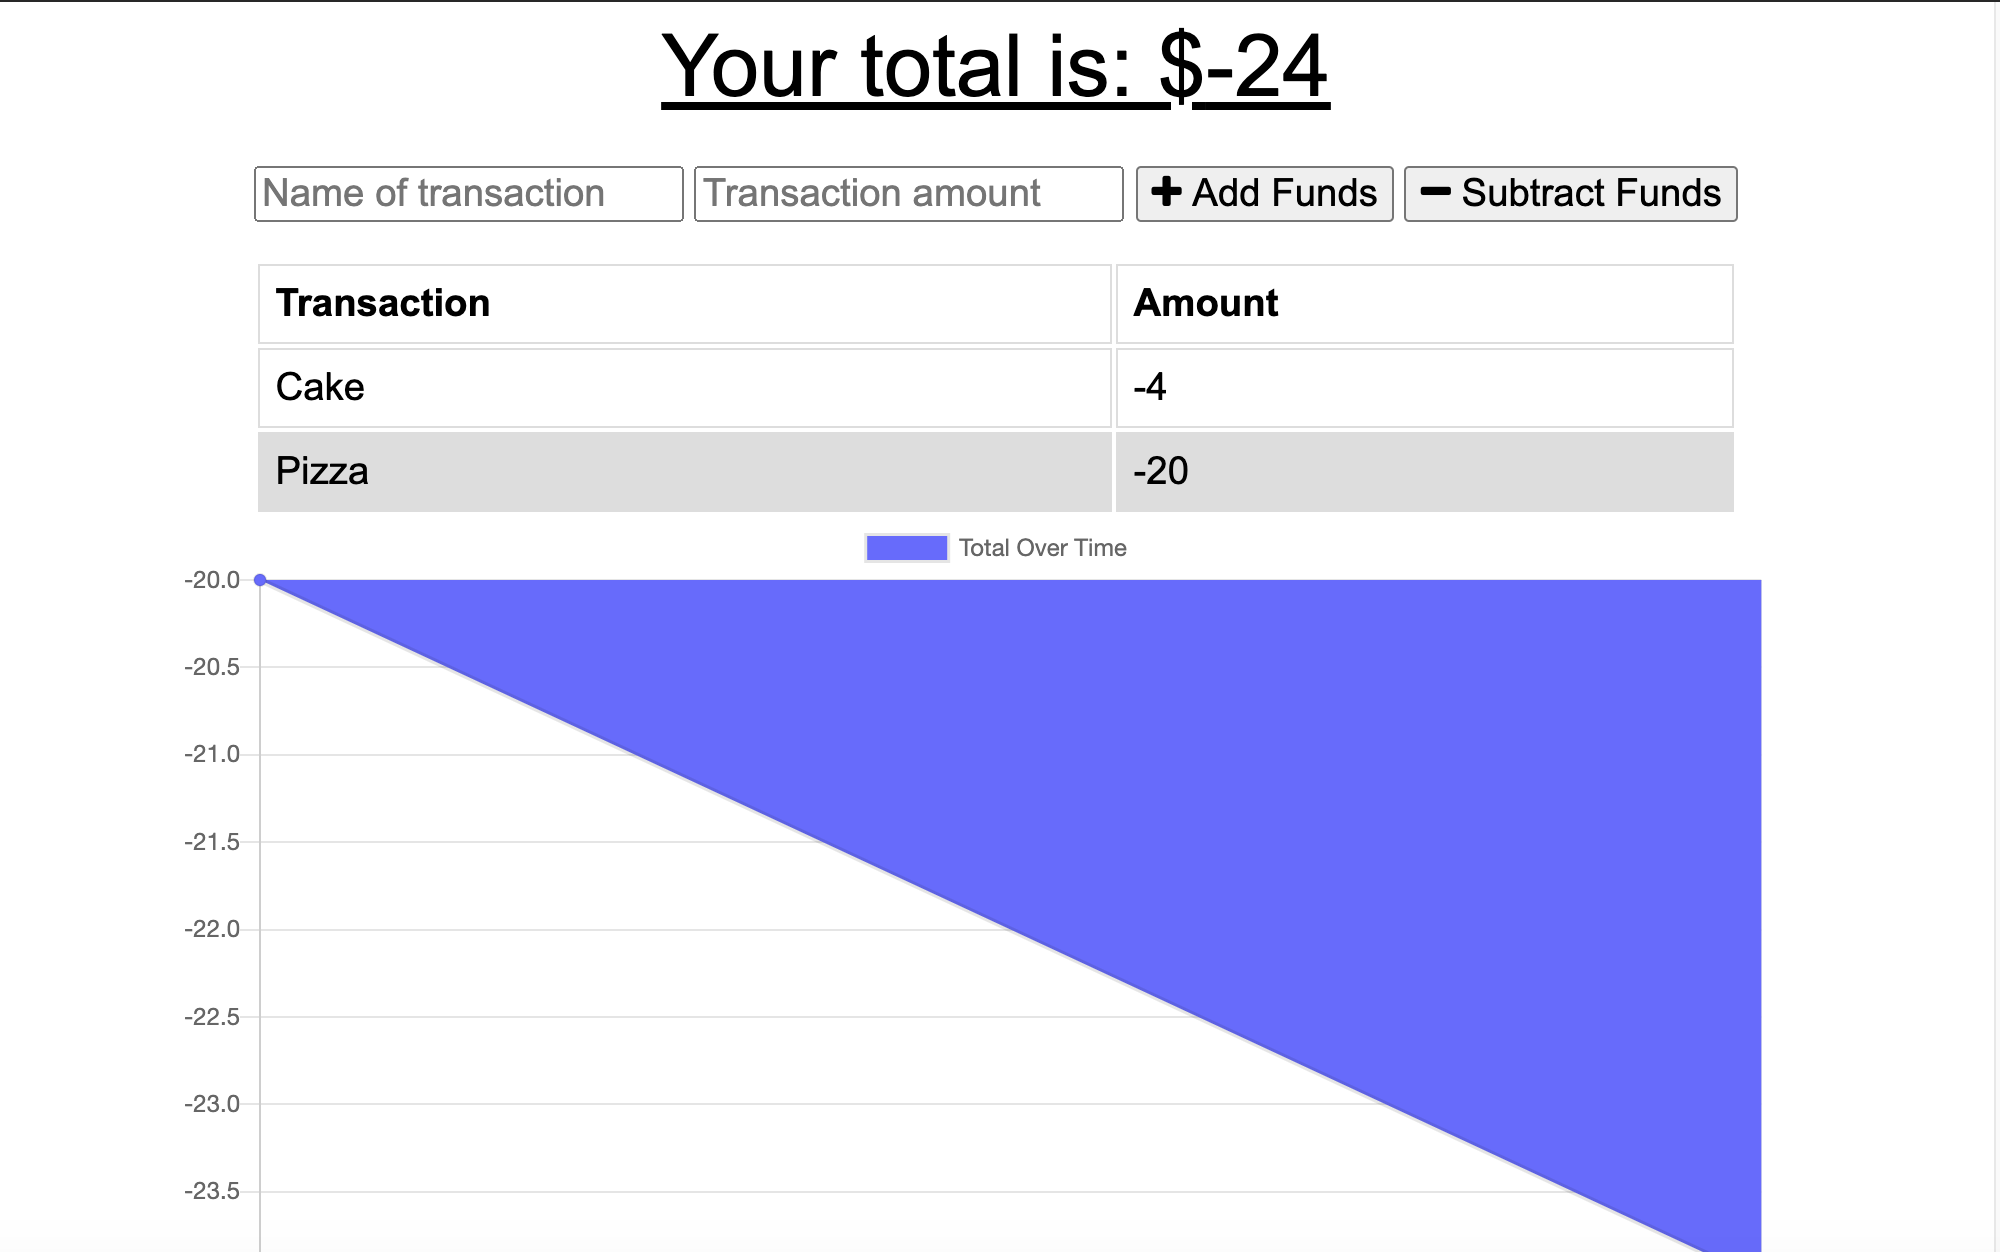 Your total is: $-24
Name of transaction Transaction amount + Add Funds − Subtract Funds
Transaction Amount
Cake -4
Pizza -20
Total Over Time
-20.0
-20.5
-21.0
-21.5
-22.0
-22.5
-23.0
-23.5